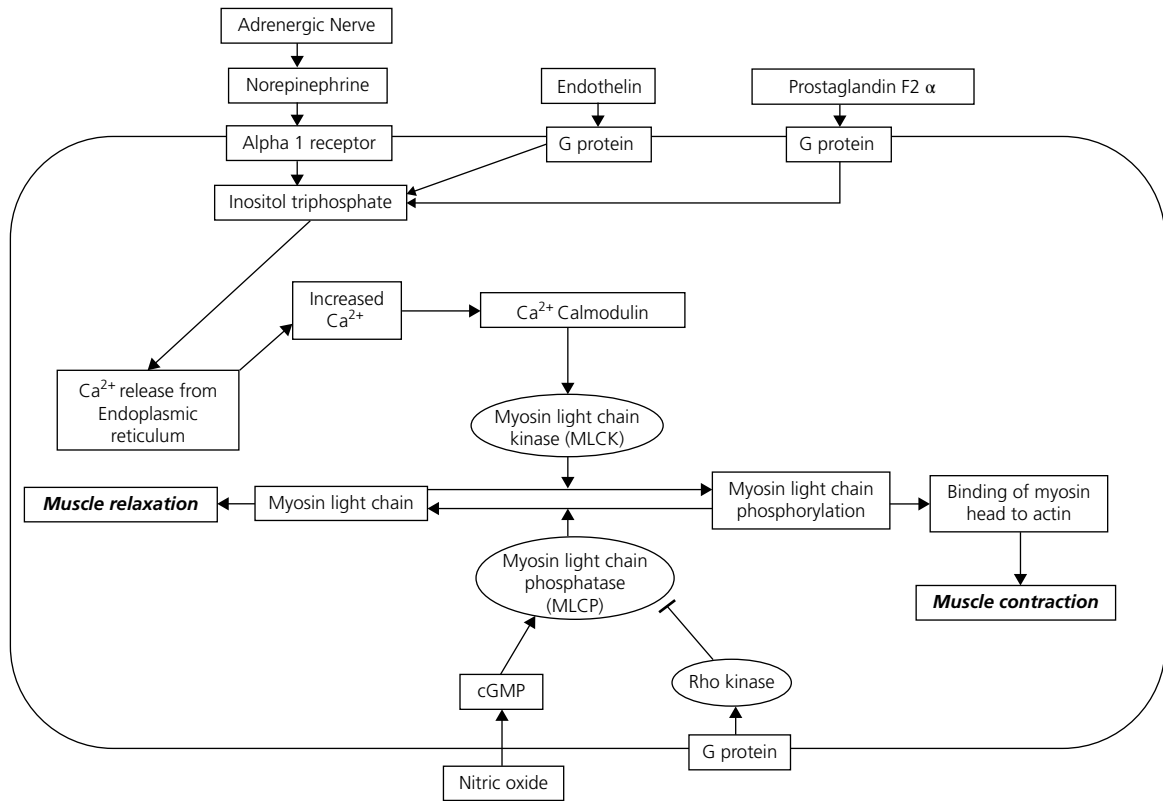 Adrenergic Nerve
Norepinephrine
Endothelin
Prostaglandin F2 α
Alpha 1 receptor
G protein
G protein
Inositol triphosphate
Increased
Ca²⁺
Ca²⁺ Calmodulin
Ca²⁺ release from
Endoplasmic
reticulum
Myosin light chain
kinase (MLCK)
Muscle relaxation
Myosin light chain
Myosin light chain
phosphorylation
Binding of myosin
head to actin
Myosin light chain
phosphatase
(MLCP)
Muscle contraction
cGMP
Rho kinase
G protein
Nitric oxide